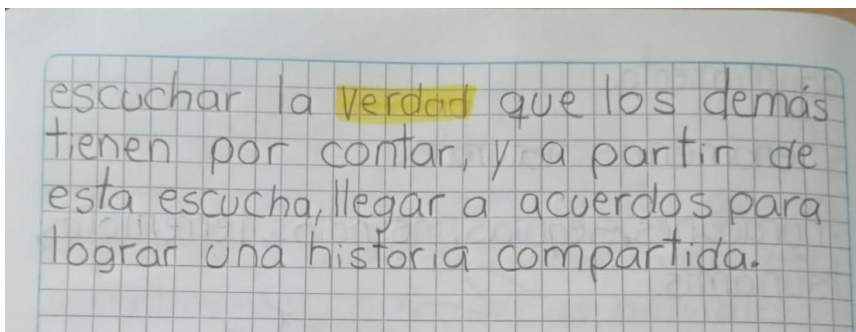 escuchar la verdad que los demás
tienen por contar, y a partir de
esta escucha, llegar a acuerdos para
lograr una historia compartida.